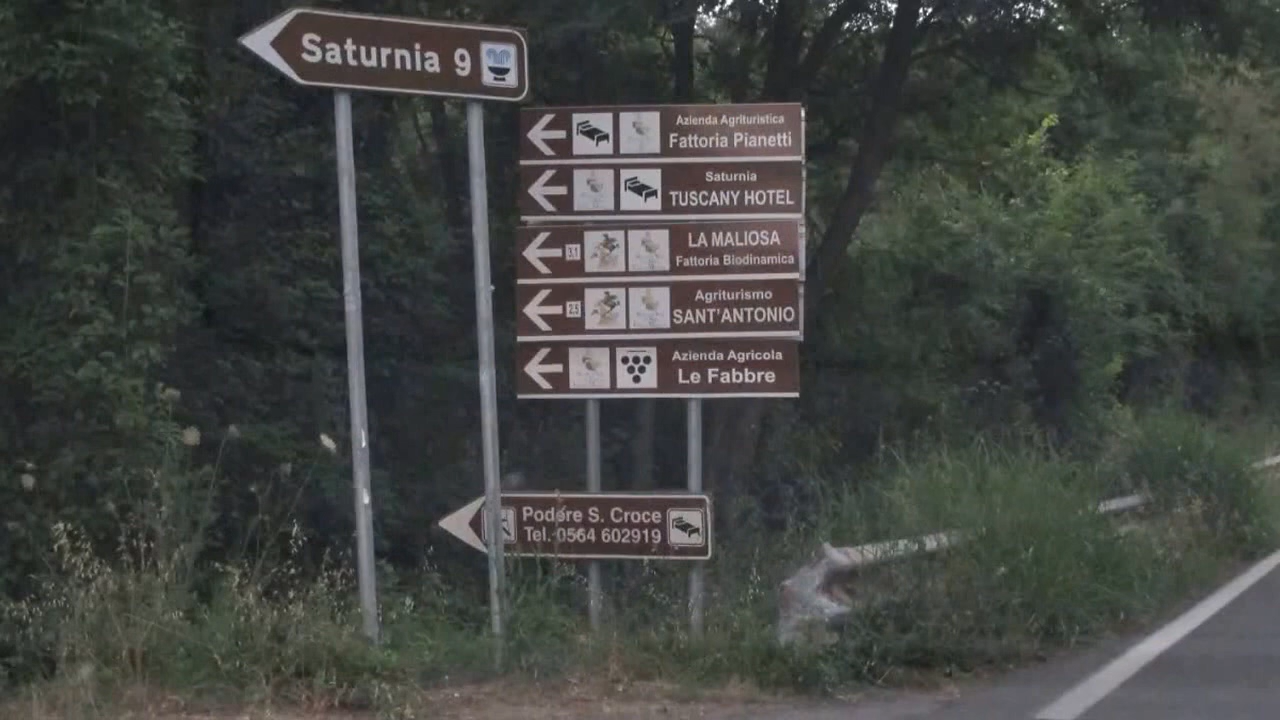 Saturnia 9
Azienda Agrituristica
Fattoria Pianetti
Saturnia
TUSCANY HOTEL
31
LA MALIOSA
Fattoria Biodinamica
25
Agriturismo
SANT'ANTONIO
Azienda Agricola
Le Fabbre
Podere S. Croce
Tel. 0564 602919